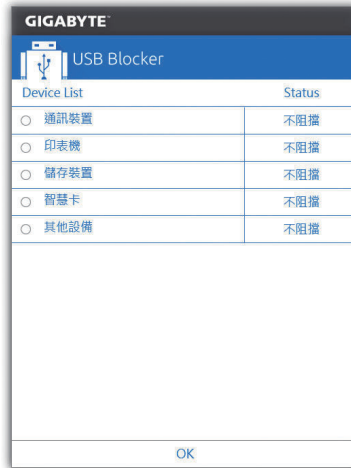 GIGABYTE™
USB Blocker
Device List Status
通訊裝置 不阻擋
印表機 不阻擋
儲存裝置 不阻擋
智慧卡 不阻擋
其他設備 不阻擋
OK